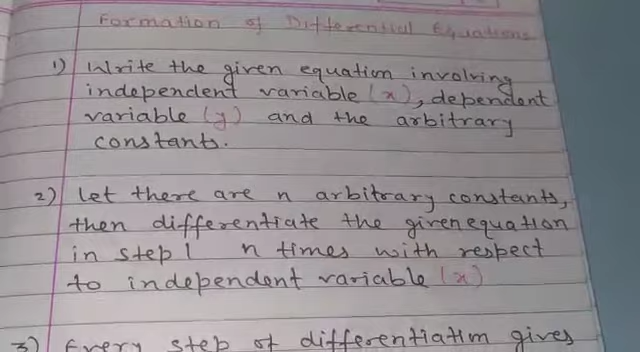 Formation of Differential Equations
1) Write the given equation involving
independent variable (x), dependent
variable (y) and the arbitrary
constants.
2) let there are n arbitrary constants,
then differentiate the given equation
in step 1 n times with respect
to independent variable (x)
3) Every step of differentiation gives